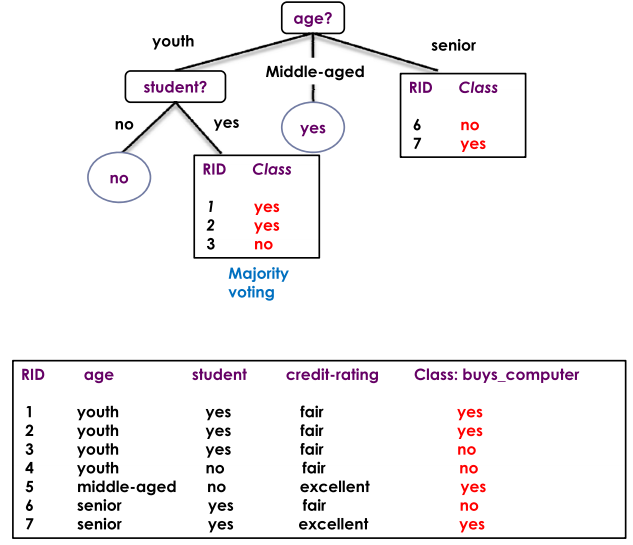 age?
youth
senior
Middle-aged
student?
RID Class
no
yes
6 no
7 yes
yes
no
RID Class
1 yes
2 yes
3 no
Majority
voting
RID age student credit-rating Class: buys_computer
1 youth yes fair yes
2 youth yes fair yes
3 youth yes fair no
4 youth no fair no
5 middle-aged no excellent yes
6 senior yes fair no
7 senior yes excellent yes